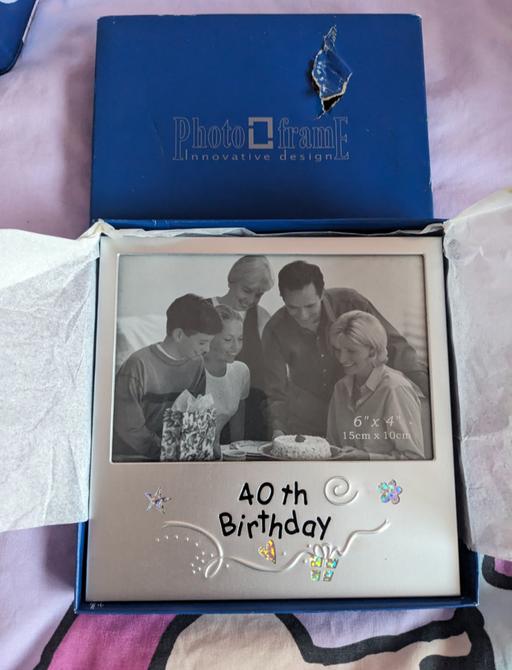 Photo framE
Innovative design
6" x 4"
15cm x 10cm
40th
Birthday